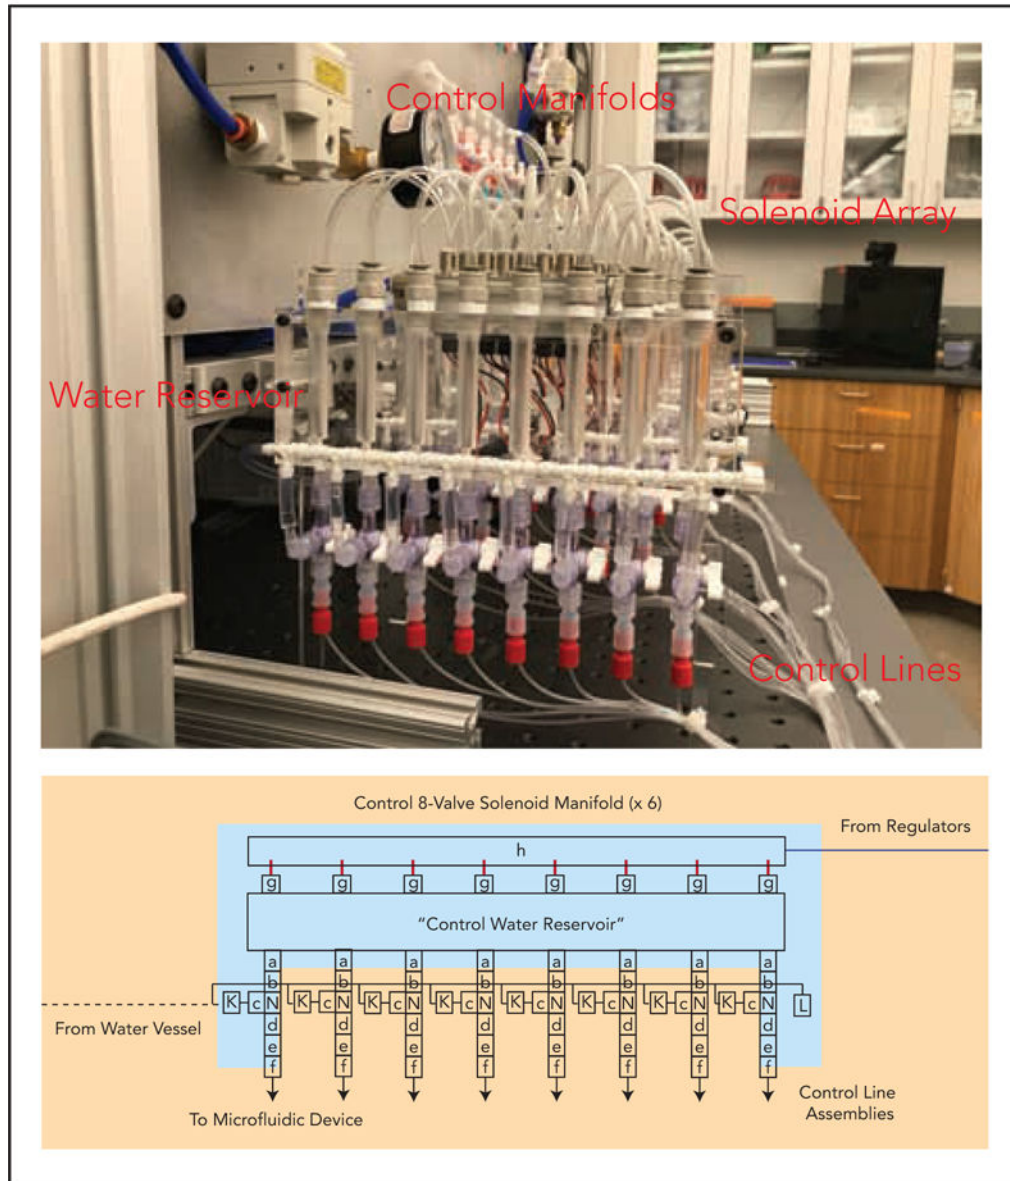 Control Manifolds
Solenoid Array
Water Reservoir
Control Lines
Control 8-Valve Solenoid Manifold (x 6)
From Regulators
h
g g g g g g g g
"Control Water Reservoir"
a a a a a a a a
b b b b b b b b
K c N K c N K c N K c N K c N K c N K c N K c N L
d d d d d d d d
From Water Vessel
e e e e e e e e
f f f f f f f f
To Microfluidic Device
Control Line
Assemblies